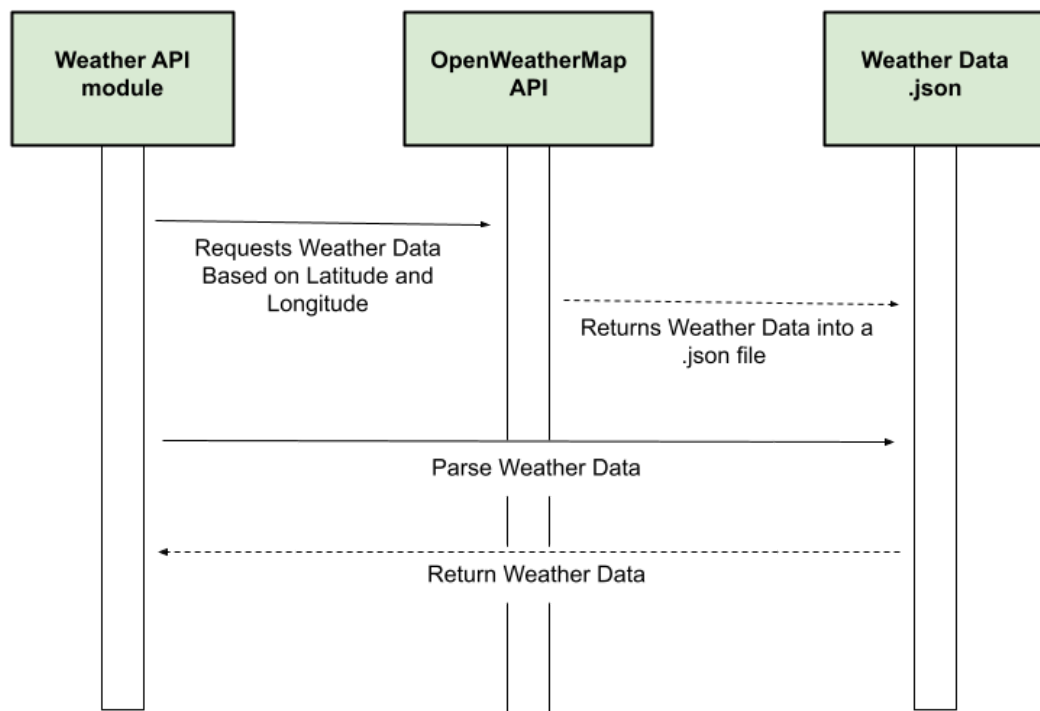 Weather API
module
OpenWeatherMap
API
Weather Data
.json
Requests Weather Data
Based on Latitude and
Longitude
Returns Weather Data into a
.json file
Parse Weather Data
Return Weather Data